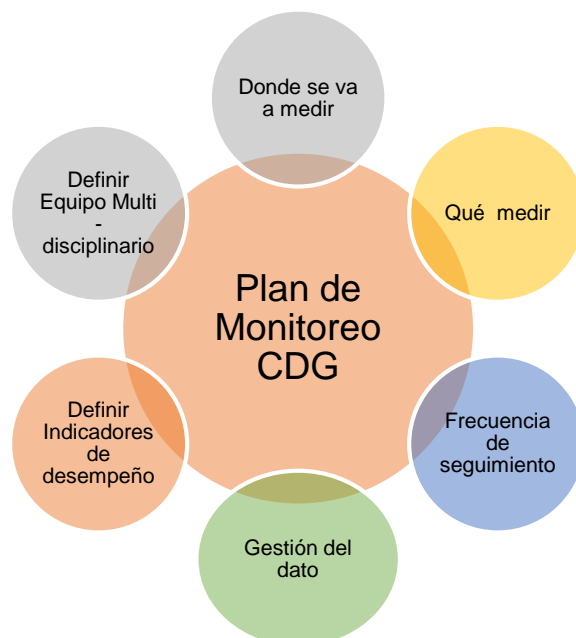 Donde se va
a medir
Definir
Equipo Multi
-
disciplinario
Qué medir
Plan de
Monitoreo
CDG
Definir
Indicadores
de
desempeño
Frecuencia
de
seguimiento
Gestión del
dato